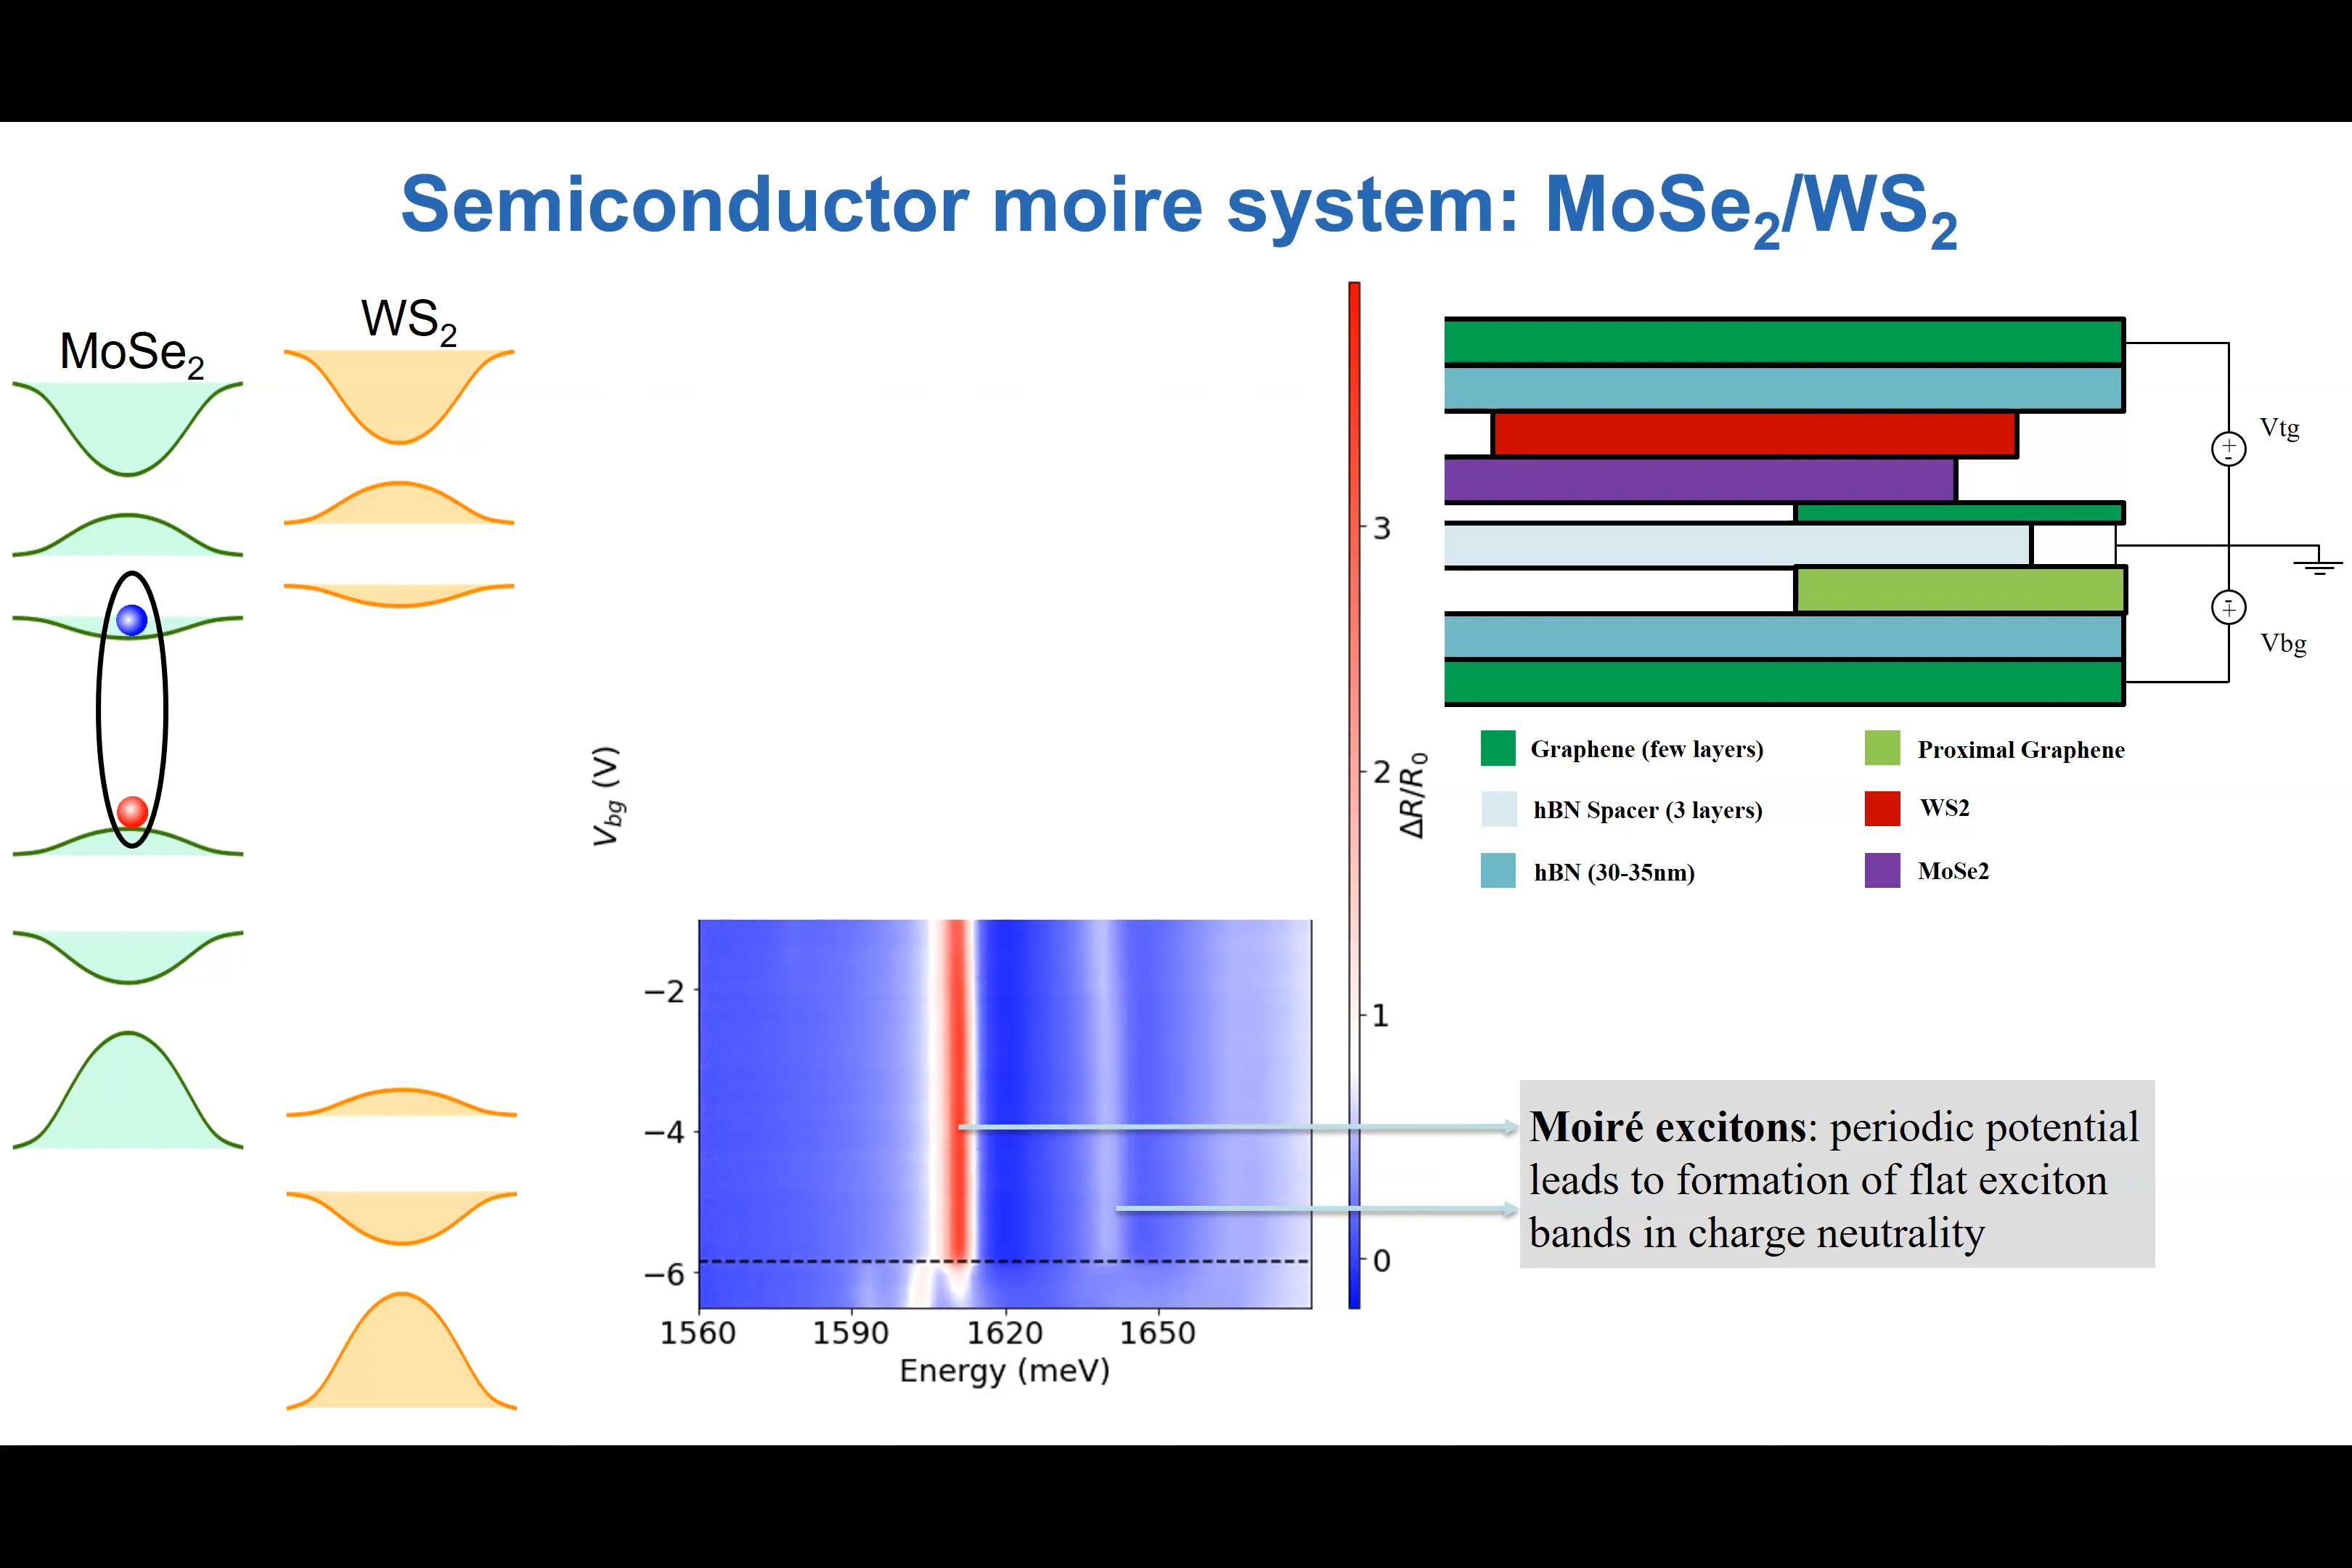 Semiconductor moire system: MoSe₂/WS₂
MoSe₂
WS₂
V_bg (V)
−2
−4
−6
1560
1590
1620
1650
Energy (meV)
3
2
1
0
ΔR/R₀
Vtg
+
-
-
+
Vbg
Graphene (few layers)
Proximal Graphene
hBN Spacer (3 layers)
WS2
hBN (30-35nm)
MoSe2
Moiré excitons: periodic potential
leads to formation of flat exciton
bands in charge neutrality